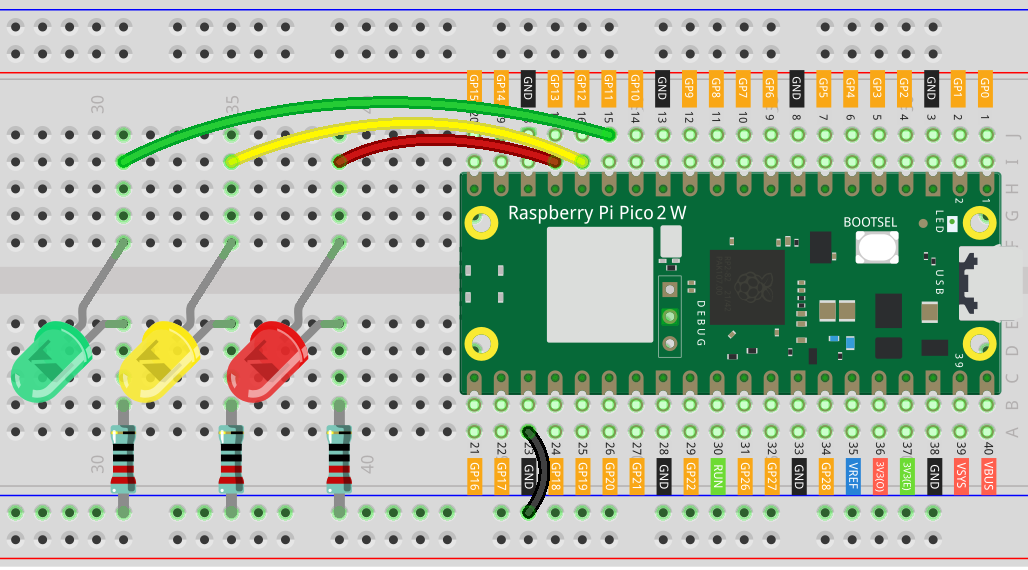 30
35
40
GP15
GP14
GND
GP13
GP12
GP11
GP10
GND
GP9
GP8
GP7
GP6
GND
GP5
GP4
GP3
GP2
GND
GP1
GP0
20
19
16
15
14
13
12
11
10
9
8
7
6
5
4
3
2
1
J
I
H
G
F
E
D
C
B
A
2
1
Raspberry Pi Pico 2 W
BOOTSEL
LED
USB
DEBUG
39
30
40
21
22
23
24
25
26
27
28
29
30
31
32
33
34
35
36
37
38
39
40
GP16
GP17
GND
GP18
GP19
GP20
GP21
GND
GP22
RUN
GP26
GP27
GND
GP28
VREF
3V3(O)
3V3(E)
GND
VSYS
VBUS